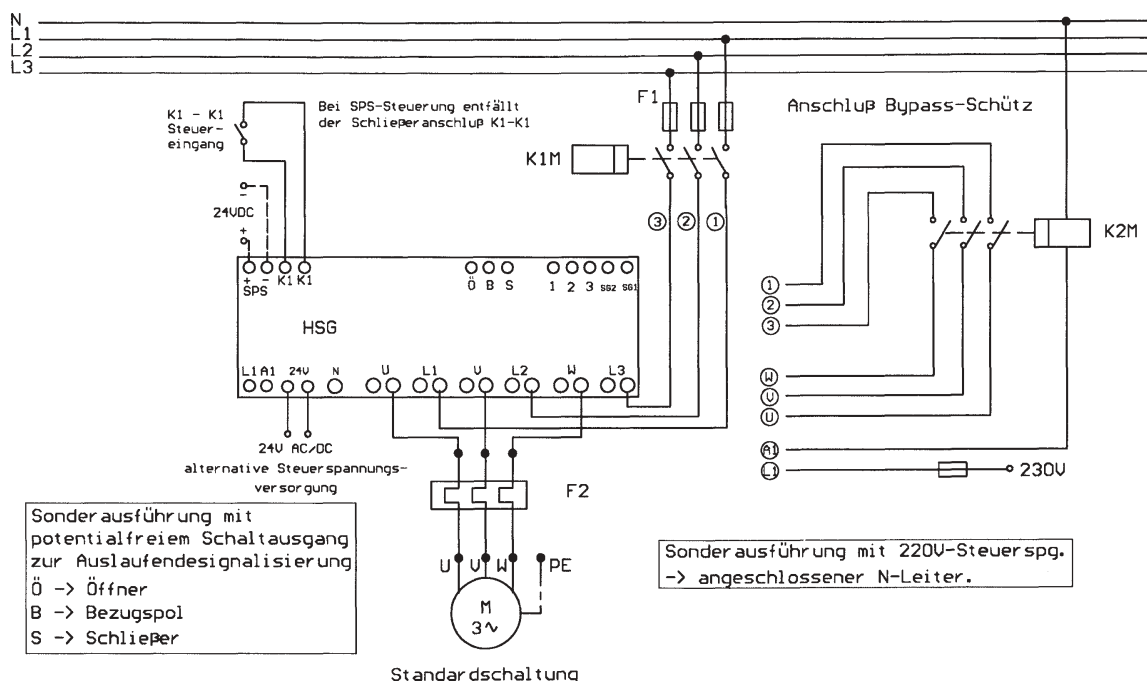 N
L1
L2
L3
K1 - K1
Steuer-
eingang
Bei SPS-Steuerung entfällt
der Schließeranschluß K1-K1
F1
Anschluß Bypass-Schütz
K1M
K2M
-
24VDC
+
3
2
1
+ - K1 K1
SPS
Ö B S
1 2 3 SG2 SG1
HSG
L1 A1 24V N U L1 V L2 W L3
1
2
3
W
V
U
A1
L1
230V
24V AC/DC
alternative Steuerspannungs-
versorgung
F2
Sonderausführung mit
potentialfreiem Schaltausgang
zur Auslaufendesignalisierung
Ö -> Öffner
B -> Bezugspol
S -> Schließer
U V W PE
M
3~
Sonderausführung mit 220V-Steuerspg.
-> angeschlossener N-Leiter.
Standardschaltung